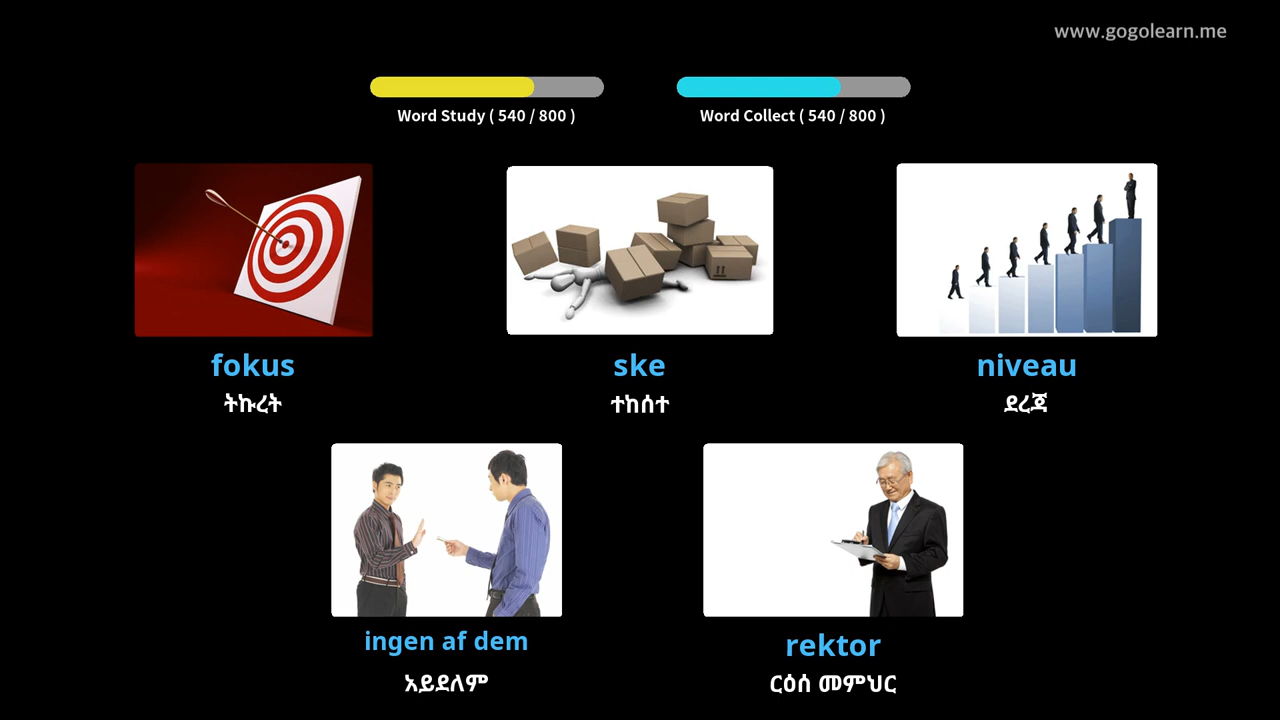 www.gogolearn.me
Word Study ( 540 / 800 )
Word Collect ( 540 / 800 )
fokus
ትኩረት
ske
ተከሰተ
niveau
ደረጃ
ingen af dem
አይደለም
rektor
ርዕሰ መምህር